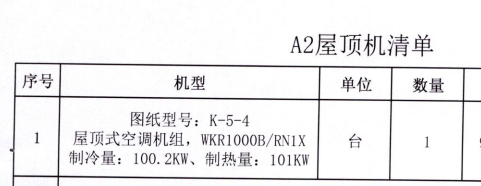 A2屋顶机清单
序号 机型 单位 数量
图纸型号：K-5-4
1 屋顶式空调机组，WKR1000B/RN1X 台 1
制冷量：100.2KW、制热量：101KW